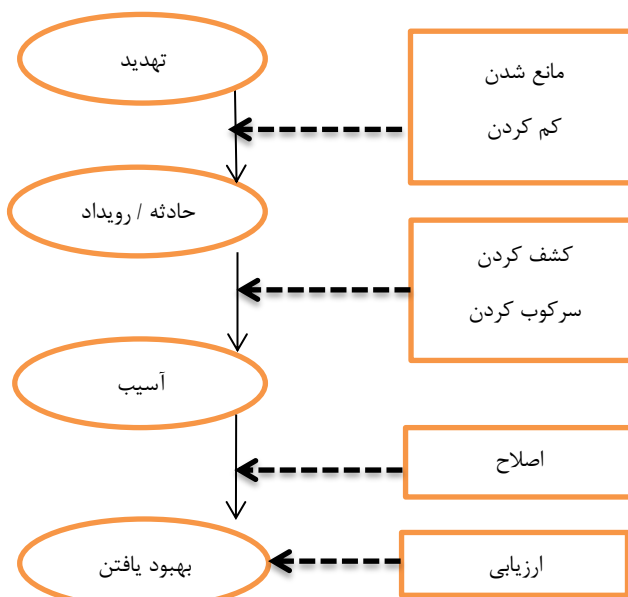 تهدید
مانع شدن
کم کردن
حادثه / رویداد
کشف کردن
سرکوب کردن
آسیب
اصلاح
بهبود یافتن
ارزیابی